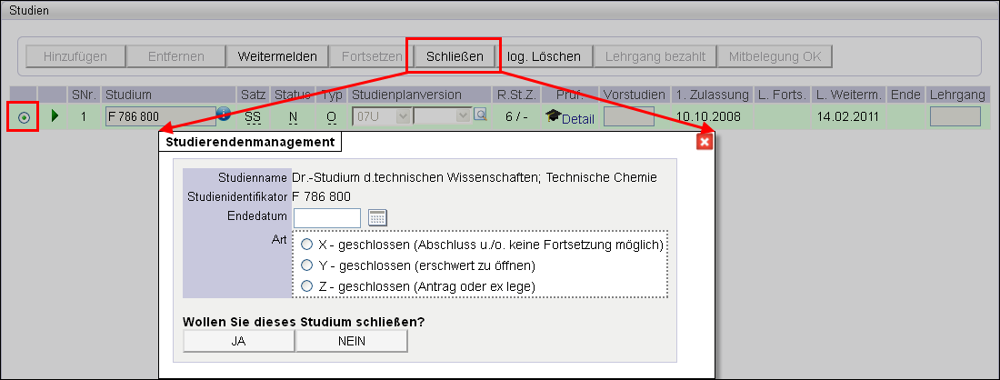 Studien
Hinzufügen Entfernen Weitermelden Fortsetzen Schließen log. Löschen Lehrgang bezahlt Mitbelegung OK
SNr. Studium Satz Status Typ Studienplanversion R.St.Z. Prüf. Vorstudien 1. Zulassung L. Forts. L. Weiterm. Ende Lehrgang
1 F 786 800 SS N O 07U 6 / - Detail 10.10.2008 14.02.2011
Studierendenmanagement
Studienname Dr.-Studium d.technischen Wissenschaften; Technische Chemie
Studienidentifikator F 786 800
Endedatum
Art X - geschlossen (Abschluss u./o. keine Fortsetzung möglich)
Y - geschlossen (erschwert zu öffnen)
Z - geschlossen (Antrag oder ex lege)
Wollen Sie dieses Studium schließen?
JA NEIN